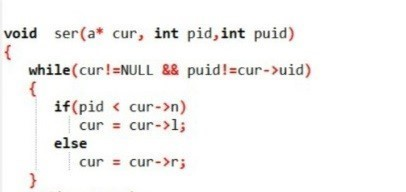 void ser(a* cur, int pid,int puid)
{
while(cur!=NULL && puid!=cur->uid)
{
if(pid < cur->n)
cur = cur->l;
else
cur = cur->r;
}